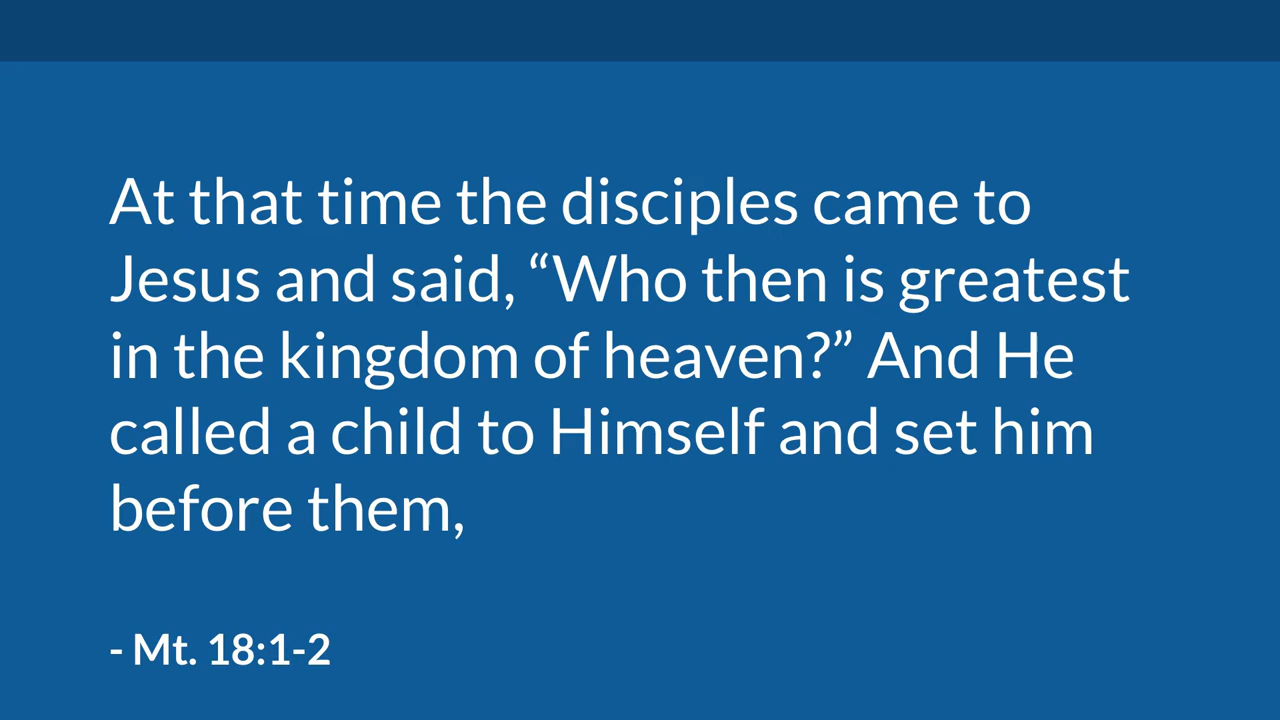 At that time the disciples came to
Jesus and said, “Who then is greatest
in the kingdom of heaven?” And He
called a child to Himself and set him
before them,
- Mt. 18:1-2